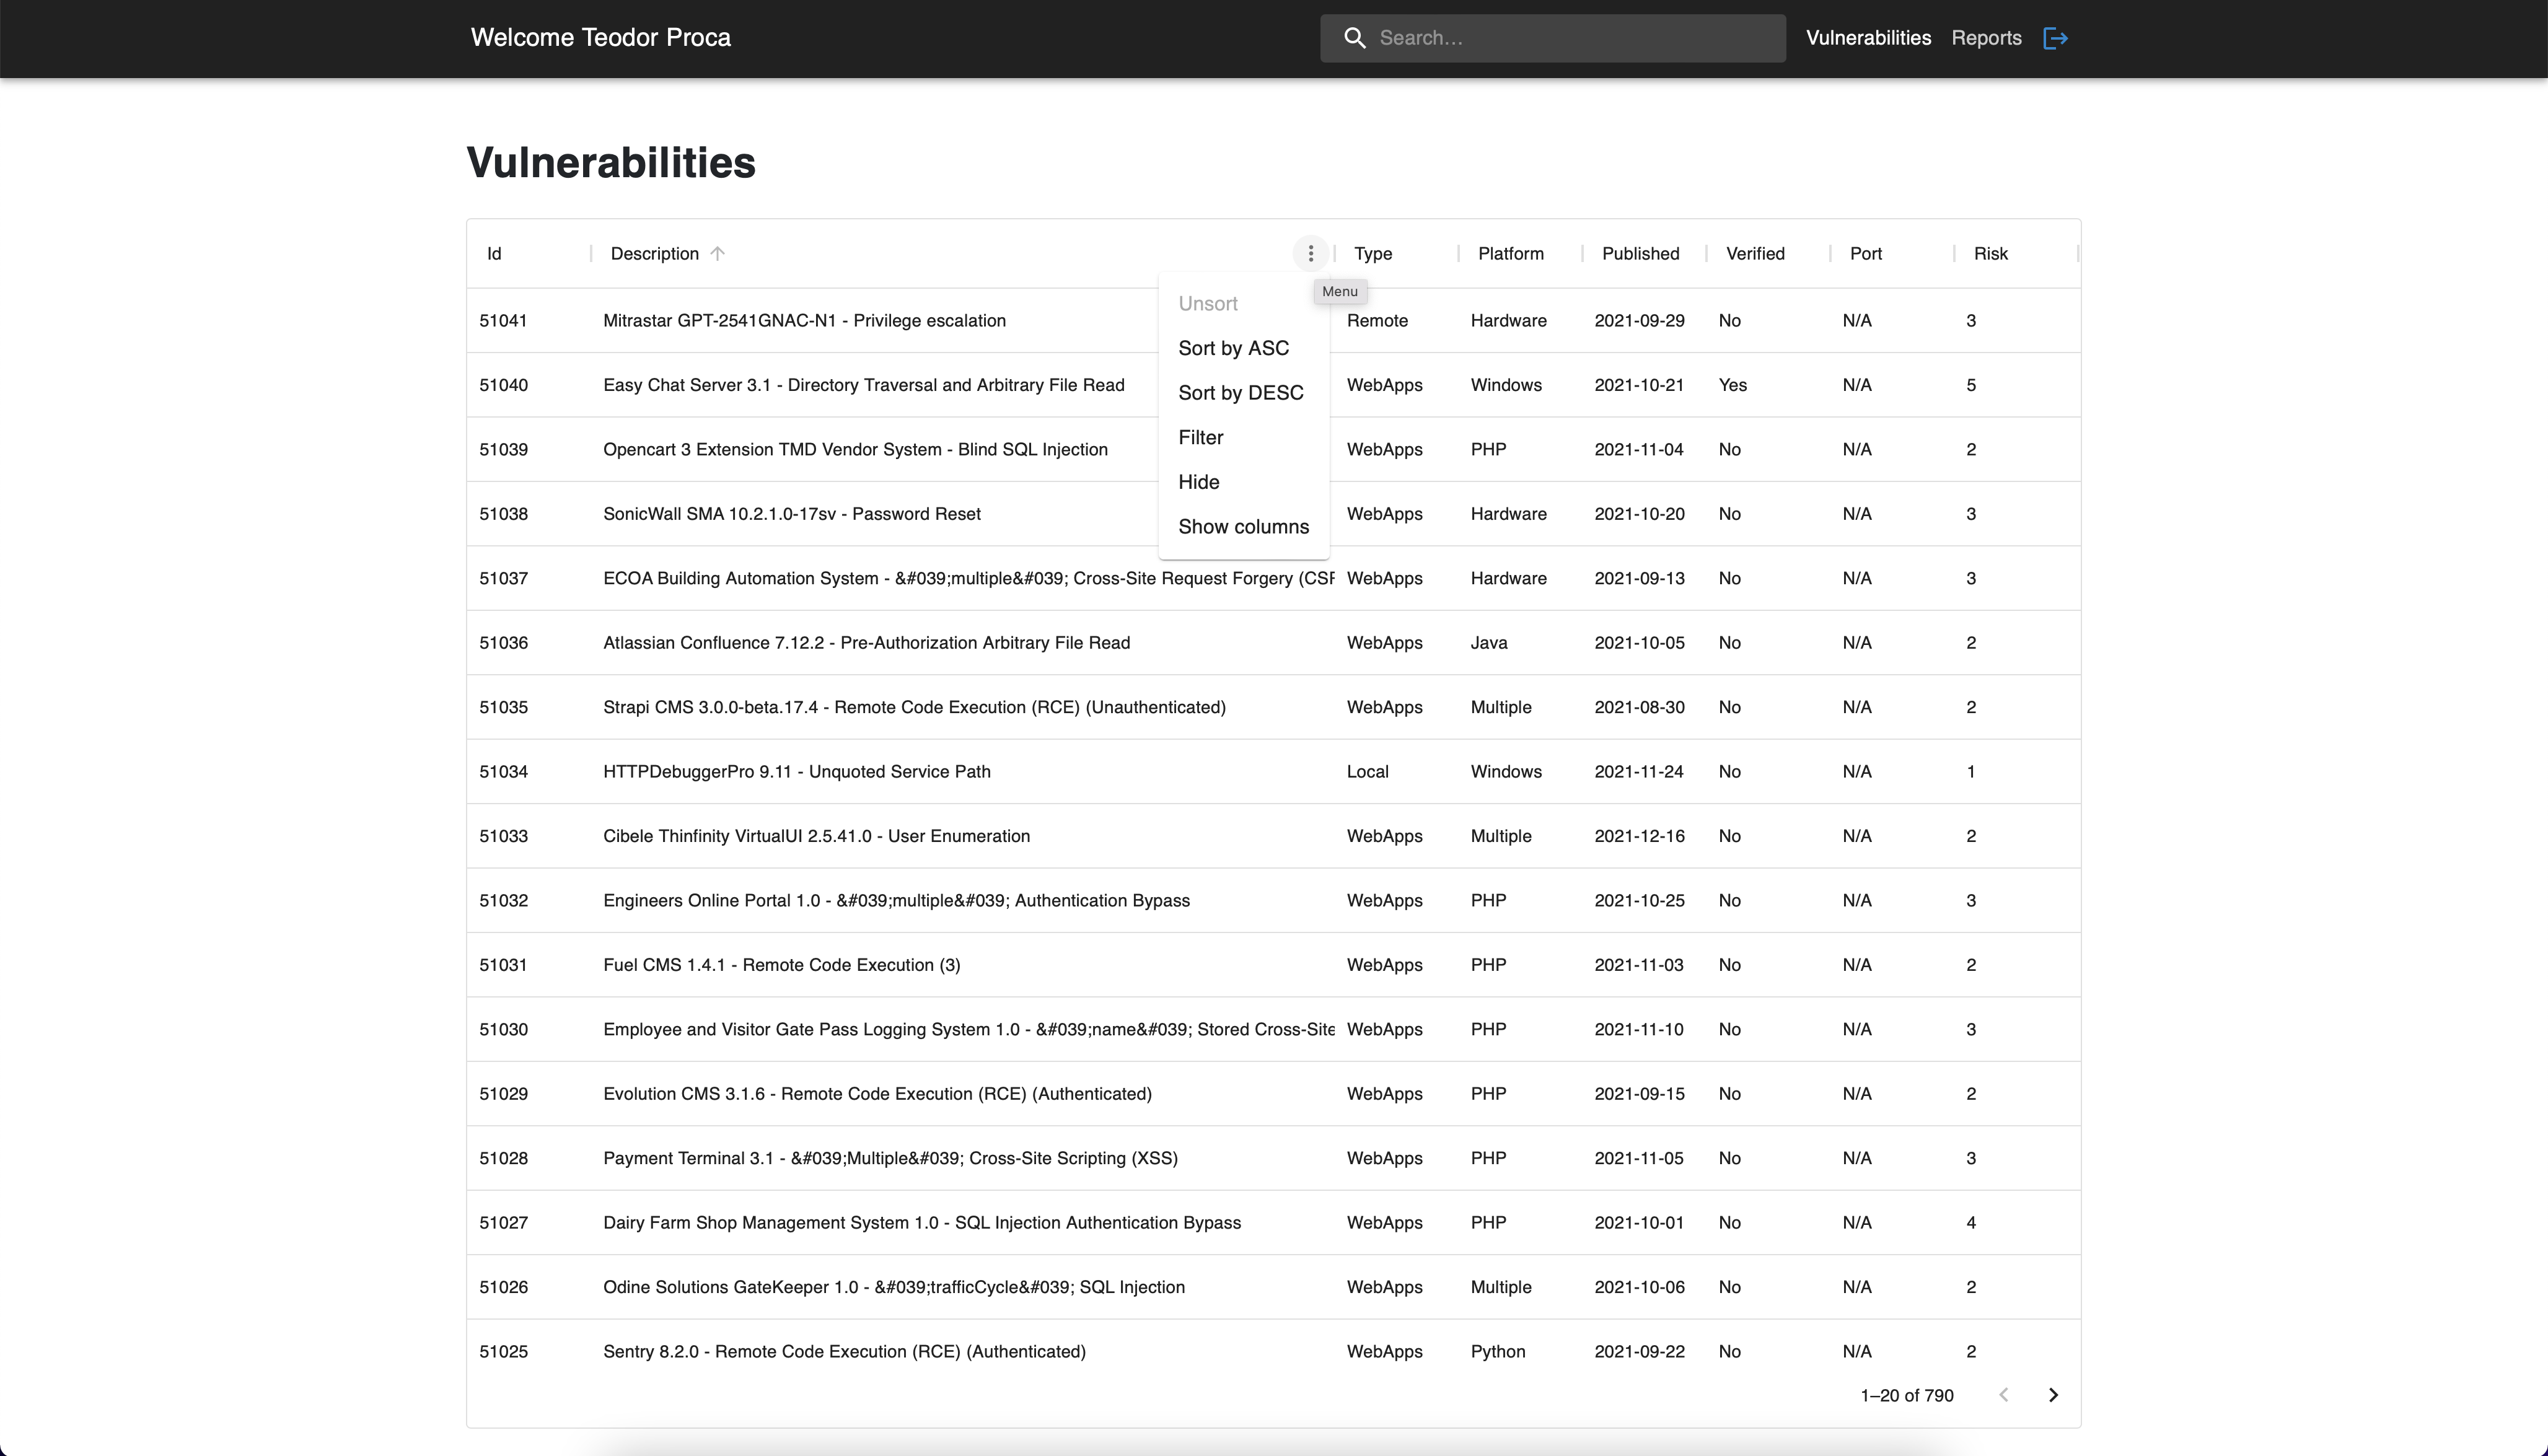 Welcome Teodor Proca
Search…
Vulnerabilities
Reports
Vulnerabilities
Id Description Type Platform Published Verified Port Risk
Menu
Unsort
Sort by ASC
Sort by DESC
Filter
Hide
Show columns
51041 Mitrastar GPT-2541GNAC-N1 - Privilege escalation Remote Hardware 2021-09-29 No N/A 3
51040 Easy Chat Server 3.1 - Directory Traversal and Arbitrary File Read WebApps Windows 2021-10-21 Yes N/A 5
51039 Opencart 3 Extension TMD Vendor System - Blind SQL Injection WebApps PHP 2021-11-04 No N/A 2
51038 SonicWall SMA 10.2.1.0-17sv - Password Reset WebApps Hardware 2021-10-20 No N/A 3
51037 ECOA Building Automation System - &#039;multiple&#039; Cross-Site Request Forgery (CSF WebApps Hardware 2021-09-13 No N/A 3
51036 Atlassian Confluence 7.12.2 - Pre-Authorization Arbitrary File Read WebApps Java 2021-10-05 No N/A 2
51035 Strapi CMS 3.0.0-beta.17.4 - Remote Code Execution (RCE) (Unauthenticated) WebApps Multiple 2021-08-30 No N/A 2
51034 HTTPDebuggerPro 9.11 - Unquoted Service Path Local Windows 2021-11-24 No N/A 1
51033 Cibele Thinfinity VirtualUI 2.5.41.0 - User Enumeration WebApps Multiple 2021-12-16 No N/A 2
51032 Engineers Online Portal 1.0 - &#039;multiple&#039; Authentication Bypass WebApps PHP 2021-10-25 No N/A 3
51031 Fuel CMS 1.4.1 - Remote Code Execution (3) WebApps PHP 2021-11-03 No N/A 2
51030 Employee and Visitor Gate Pass Logging System 1.0 - &#039;name&#039; Stored Cross-Site WebApps PHP 2021-11-10 No N/A 3
51029 Evolution CMS 3.1.6 - Remote Code Execution (RCE) (Authenticated) WebApps PHP 2021-09-15 No N/A 2
51028 Payment Terminal 3.1 - &#039;Multiple&#039; Cross-Site Scripting (XSS) WebApps PHP 2021-11-05 No N/A 3
51027 Dairy Farm Shop Management System 1.0 - SQL Injection Authentication Bypass WebApps PHP 2021-10-01 No N/A 4
51026 Odine Solutions GateKeeper 1.0 - &#039;trafficCycle&#039; SQL Injection WebApps Multiple 2021-10-06 No N/A 2
51025 Sentry 8.2.0 - Remote Code Execution (RCE) (Authenticated) WebApps Python 2021-09-22 No N/A 2
1–20 of 790